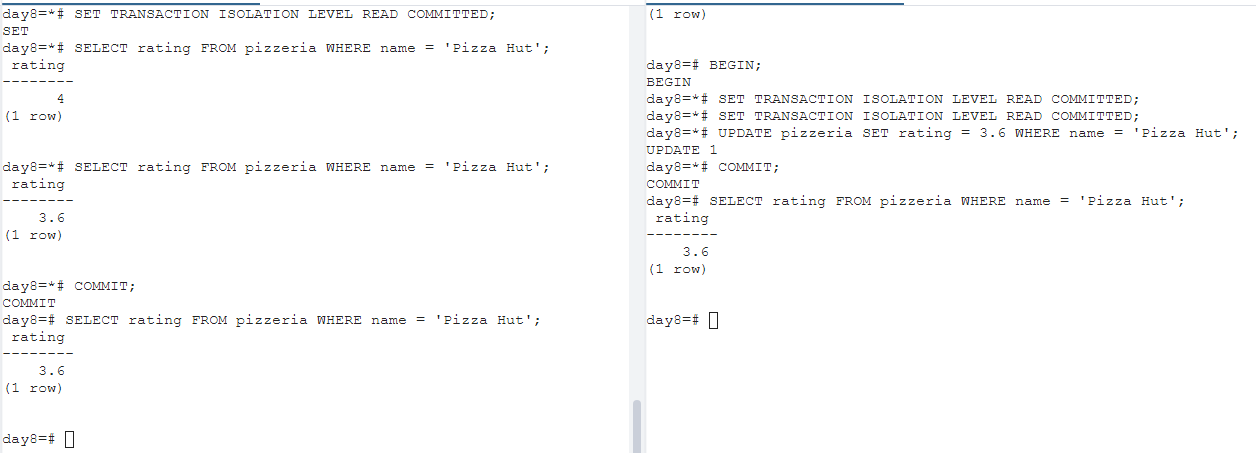 day8=*# SET TRANSACTION ISOLATION LEVEL READ COMMITTED;
SET
day8=*# SELECT rating FROM pizzeria WHERE name = 'Pizza Hut';
 rating
--------
      4
(1 row)
day8=*# SELECT rating FROM pizzeria WHERE name = 'Pizza Hut';
 rating
--------
    3.6
(1 row)
day8=*# COMMIT;
COMMIT
day8=# SELECT rating FROM pizzeria WHERE name = 'Pizza Hut';
 rating
--------
    3.6
(1 row)
day8=#
(1 row)
day8=# BEGIN;
BEGIN
day8=*# SET TRANSACTION ISOLATION LEVEL READ COMMITTED;
day8=*# SET TRANSACTION ISOLATION LEVEL READ COMMITTED;
day8=*# UPDATE pizzeria SET rating = 3.6 WHERE name = 'Pizza Hut';
UPDATE 1
day8=*# COMMIT;
COMMIT
day8=# SELECT rating FROM pizzeria WHERE name = 'Pizza Hut';
 rating
--------
    3.6
(1 row)
day8=#